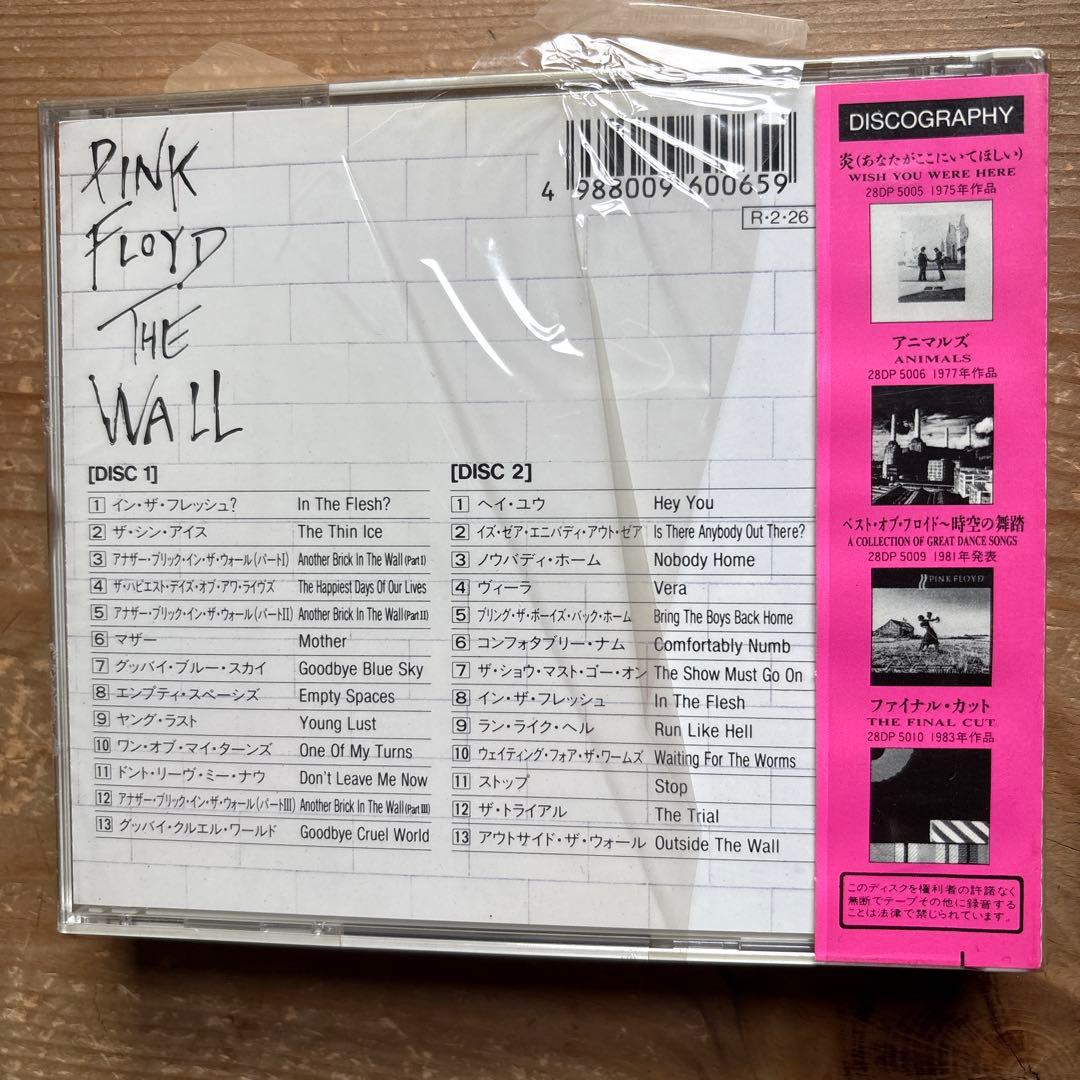 PINK
FLOYD
THE
WALL
4 988009 600659
R・2・26
[DISC 1]
1 イン・ザ・フレッシュ? In The Flesh?
2 ザ・シン・アイス The Thin Ice
3 アナザー・ブリック・イン・ザ・ウォール(パートI) Another Brick In The Wall (Part I)
4 ザ・ハピエスト・デイズ・オブ・アワ・ライヴズ The Happiest Days Of Our Lives
5 アナザー・ブリック・イン・ザ・ウォール(パートII) Another Brick In The Wall (Part II)
6 マザー Mother
7 グッバイ・ブルー・スカイ Goodbye Blue Sky
8 エンプティ・スペーシズ Empty Spaces
9 ヤング・ラスト Young Lust
10 ワン・オブ・マイ・ターンズ One Of My Turns
11 ドント・リーヴ・ミー・ナウ Don't Leave Me Now
12 アナザー・ブリック・イン・ザ・ウォール(パートIII) Another Brick In The Wall (Part III)
13 グッバイ・クルエル・ワールド Goodbye Cruel World
[DISC 2]
1 ヘイ・ユウ Hey You
2 イズ・ゼア・エニバディ・アウト・ゼア Is There Anybody Out There?
3 ノウバディ・ホーム Nobody Home
4 ヴィーラ Vera
5 ブリング・ザ・ボーイズ・バック・ホーム Bring The Boys Back Home
6 コンフォタブリー・ナム Comfortably Numb
7 ザ・ショウ・マスト・ゴー・オン The Show Must Go On
8 イン・ザ・フレッシュ In The Flesh
9 ラン・ライク・ヘル Run Like Hell
10 ウェイティング・フォア・ザ・ワームズ Waiting For The Worms
11 ストップ Stop
12 ザ・トライアル The Trial
13 アウトサイド・ザ・ウォール Outside The Wall
DISCOGRAPHY
炎(あなたがここにいてほしい)
WISH YOU WERE HERE
28DP 5005 1975年作品
アニマルズ
ANIMALS
28DP 5006 1977年作品
ベスト・オブ・フロイド〜時空の舞踏
A COLLECTION OF GREAT DANCE SONGS
28DP 5009 1981年発表
PINK FLOYD
ファイナル・カット
THE FINAL CUT
28DP 5010 1983年作品
このディスクを権利者の許諾なく
無断でテープその他に録音する
ことは法律で禁じられています。